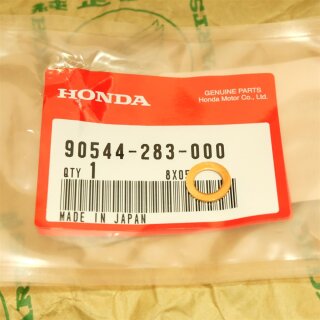 HONDA
GENUINE PARTS
Honda Motor Co., Ltd.
90544-283-000
QTY 1 8X05
MADE IN JAPAN